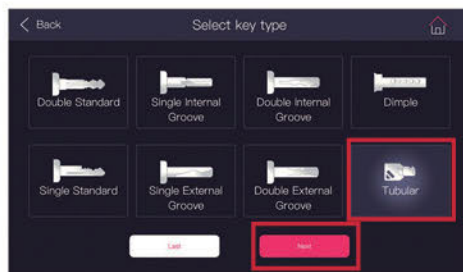 Back
Select key type
Double Standard
Single Internal
Groove
Double Internal
Groove
Dimple
Single Standard
Single External
Groove
Double External
Groove
Tubular
Last
Next